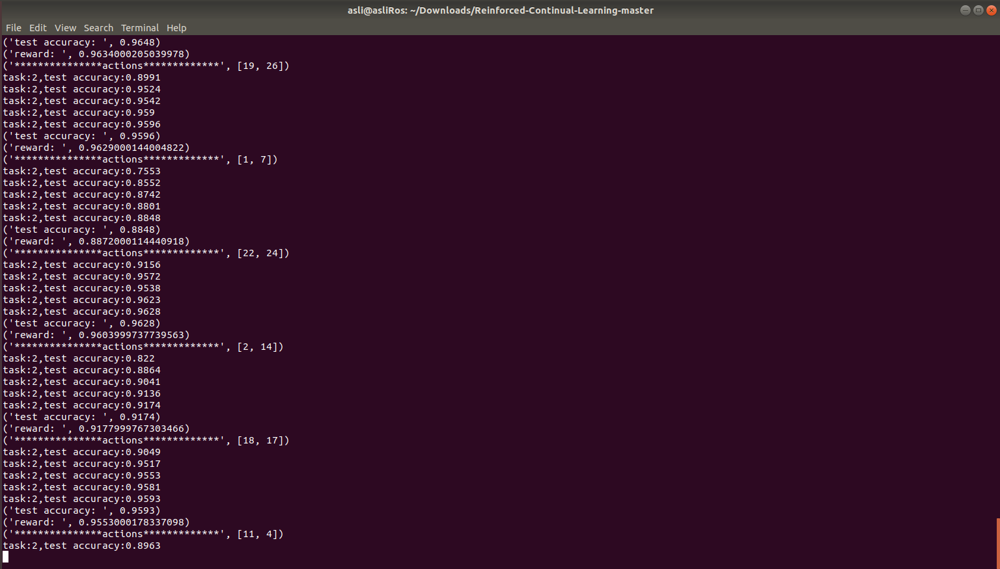 asli@asliRos: ~/Downloads/Reinforced-Continual-Learning-master
File Edit View Search Terminal Help
('test accuracy: ', 0.9648)
('reward: ', 0.9634000205039978)
('***************actions*************', [19, 26])
task:2,test accuracy:0.8991
task:2,test accuracy:0.9524
task:2,test accuracy:0.9542
task:2,test accuracy:0.959
task:2,test accuracy:0.9596
('test accuracy: ', 0.9596)
('reward: ', 0.9629000144004822)
('***************actions*************', [1, 7])
task:2,test accuracy:0.7553
task:2,test accuracy:0.8552
task:2,test accuracy:0.8742
task:2,test accuracy:0.8801
task:2,test accuracy:0.8848
('test accuracy: ', 0.8848)
('reward: ', 0.8872000114440918)
('***************actions*************', [22, 24])
task:2,test accuracy:0.9156
task:2,test accuracy:0.9572
task:2,test accuracy:0.9538
task:2,test accuracy:0.9623
task:2,test accuracy:0.9628
('test accuracy: ', 0.9628)
('reward: ', 0.9603999737739563)
('***************actions*************', [2, 14])
task:2,test accuracy:0.822
task:2,test accuracy:0.8864
task:2,test accuracy:0.9041
task:2,test accuracy:0.9136
task:2,test accuracy:0.9174
('test accuracy: ', 0.9174)
('reward: ', 0.9177999767303466)
('***************actions*************', [18, 17])
task:2,test accuracy:0.9049
task:2,test accuracy:0.9517
task:2,test accuracy:0.9553
task:2,test accuracy:0.9581
task:2,test accuracy:0.9593
('test accuracy: ', 0.9593)
('reward: ', 0.9553000178337098)
('***************actions*************', [11, 4])
task:2,test accuracy:0.8963